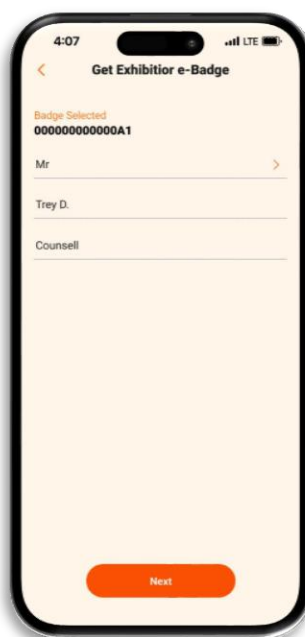 4:07 LTE
Get Exhibitior e-Badge
Badge Selected
000000000000A1
Mr
Trey D.
Counsell
Next